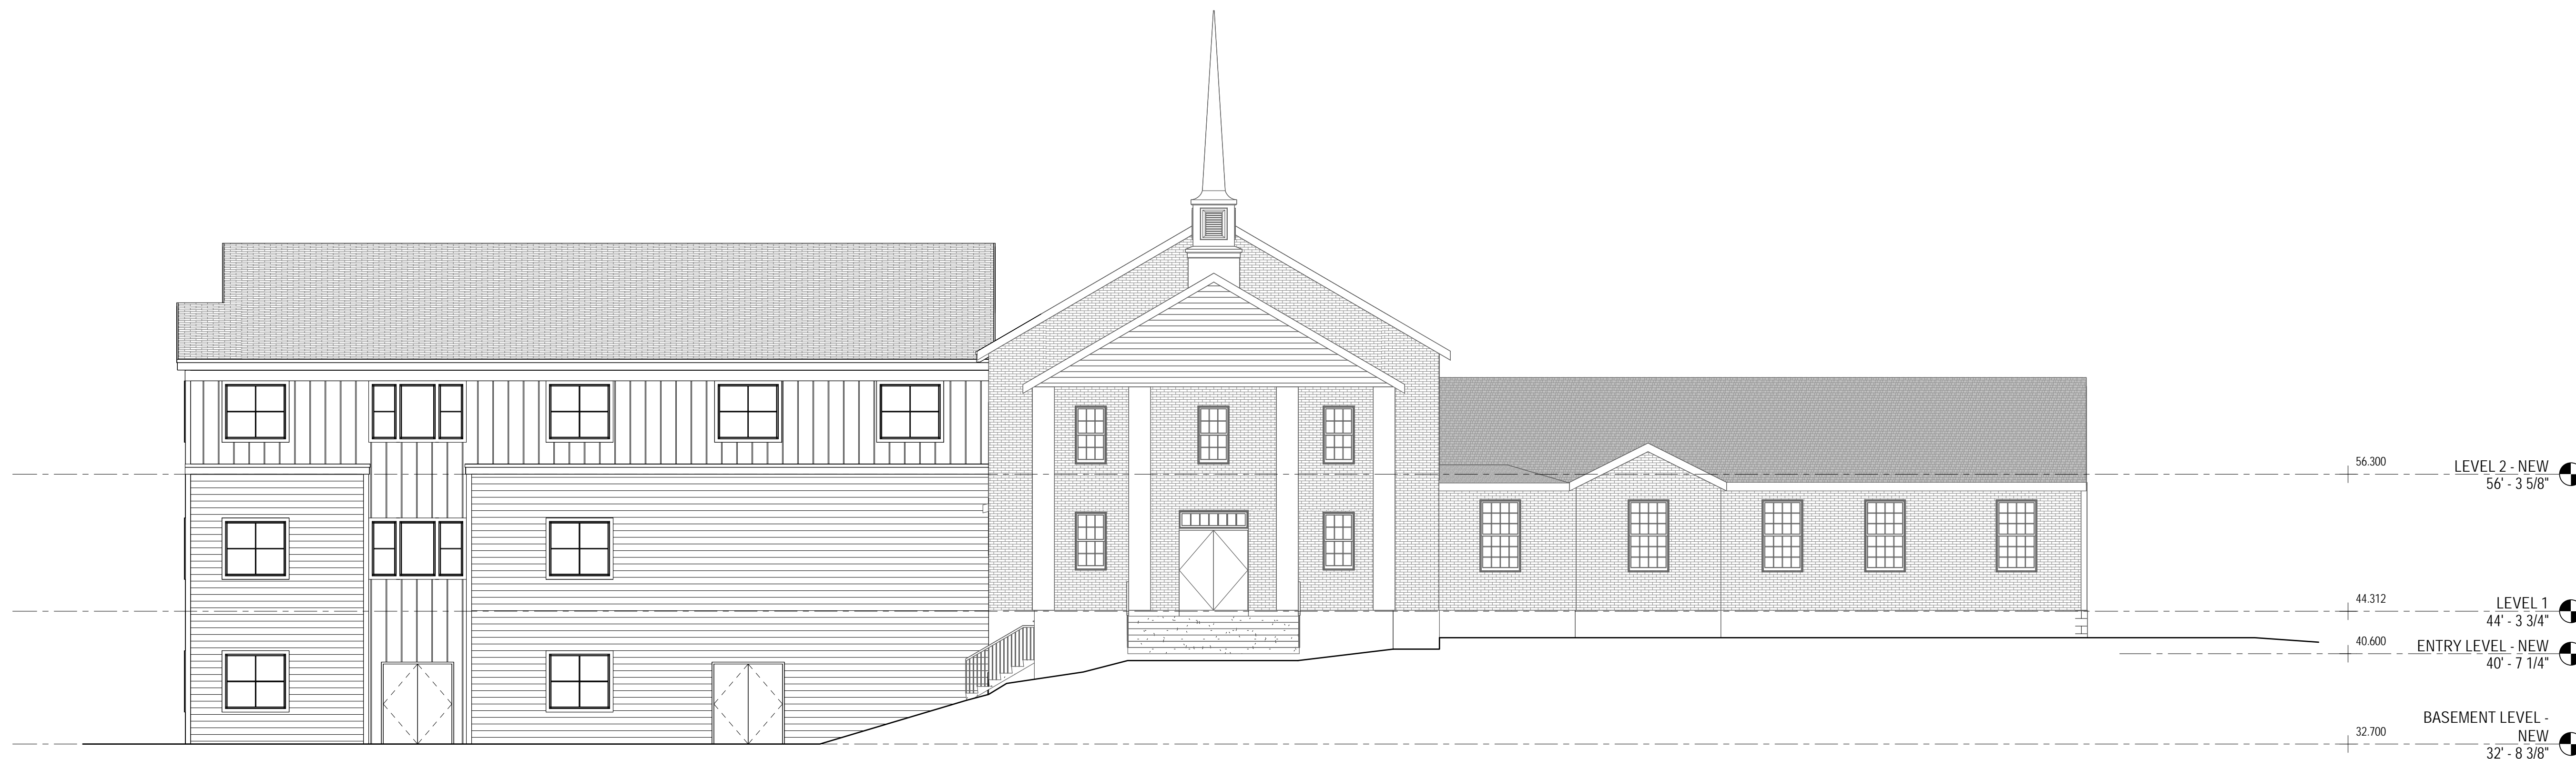 56.300
LEVEL 2 - NEW
56' - 3 5/8"
44.312
LEVEL 1
44' - 3 3/4"
40.600
ENTRY LEVEL - NEW
40' - 7 1/4"
32.700
BASEMENT LEVEL -
NEW
32' - 8 3/8"